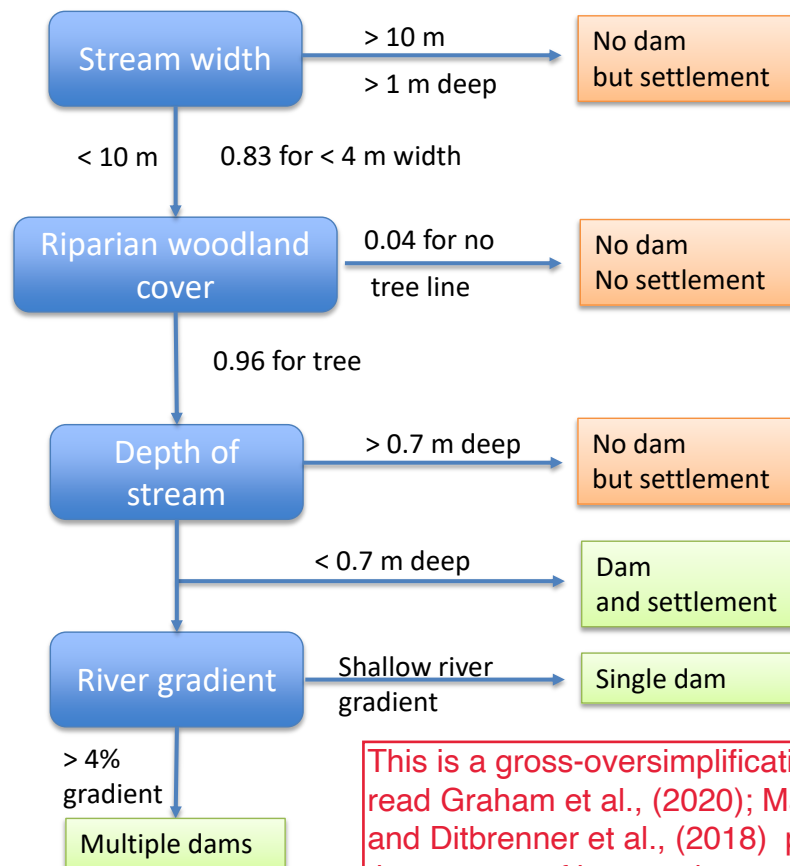 Stream width
> 10 m
> 1 m deep
No dam
but settlement
< 10 m
0.83 for < 4 m width
Riparian woodland
cover
0.04 for no
tree line
No dam
No settlement
0.96 for tree
Depth of
stream
> 0.7 m deep
No dam
but settlement
< 0.7 m deep
Dam
and settlement
River gradient
Shallow river
gradient
Single dam
> 4%
gradient
Multiple dams
This is a gross-oversimplificati
read Graham et al., (2020); M
and Ditbrenner et al., (2018)